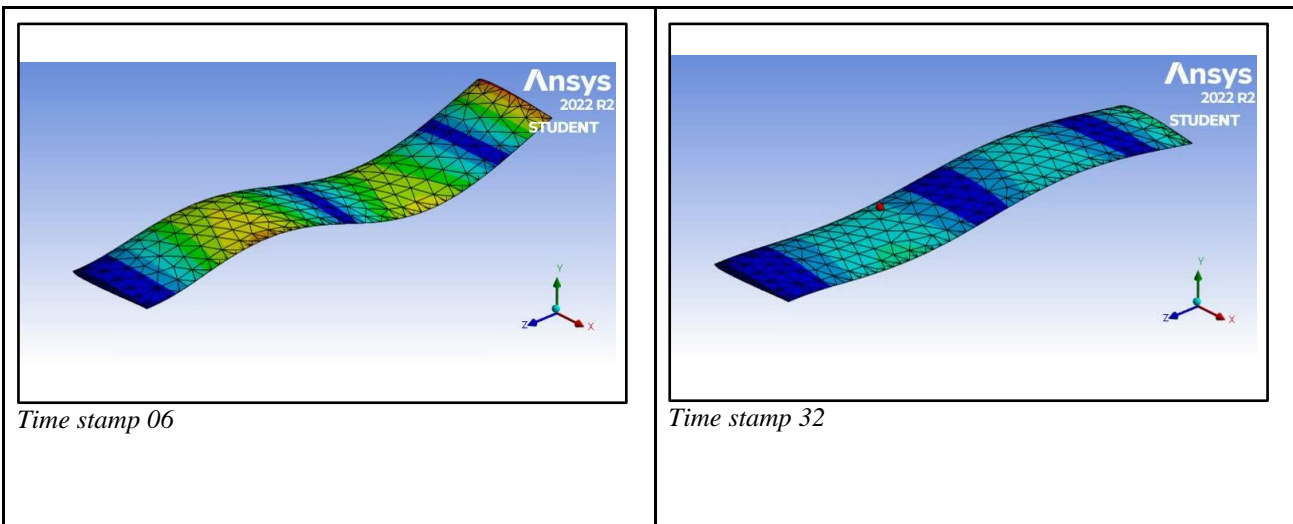 Ansys
2022 R2
STUDENT
Y
Z
X
Time stamp 06
Ansys
2022 R2
STUDENT
Y
Z
X
Time stamp 32